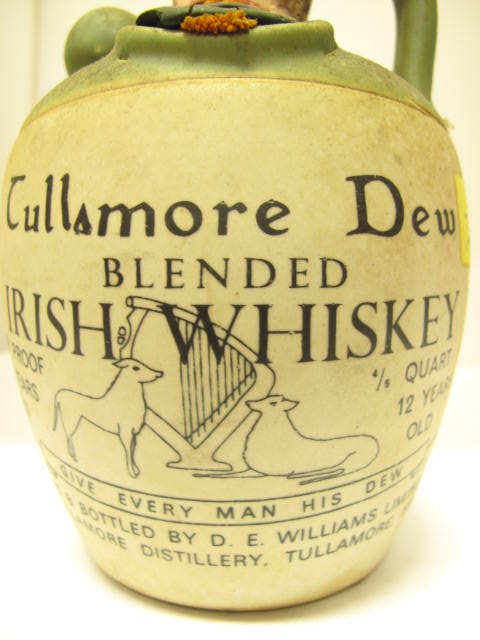 Tullamore Dew
BLENDED
IRISH WHISKEY
PROOF 4/5 QUART
12 YEARS
OLD
GIVE EVERY MAN HIS DEW
BOTTLED BY D. E. WILLIAMS
DISTILLERY, TULLAMORE